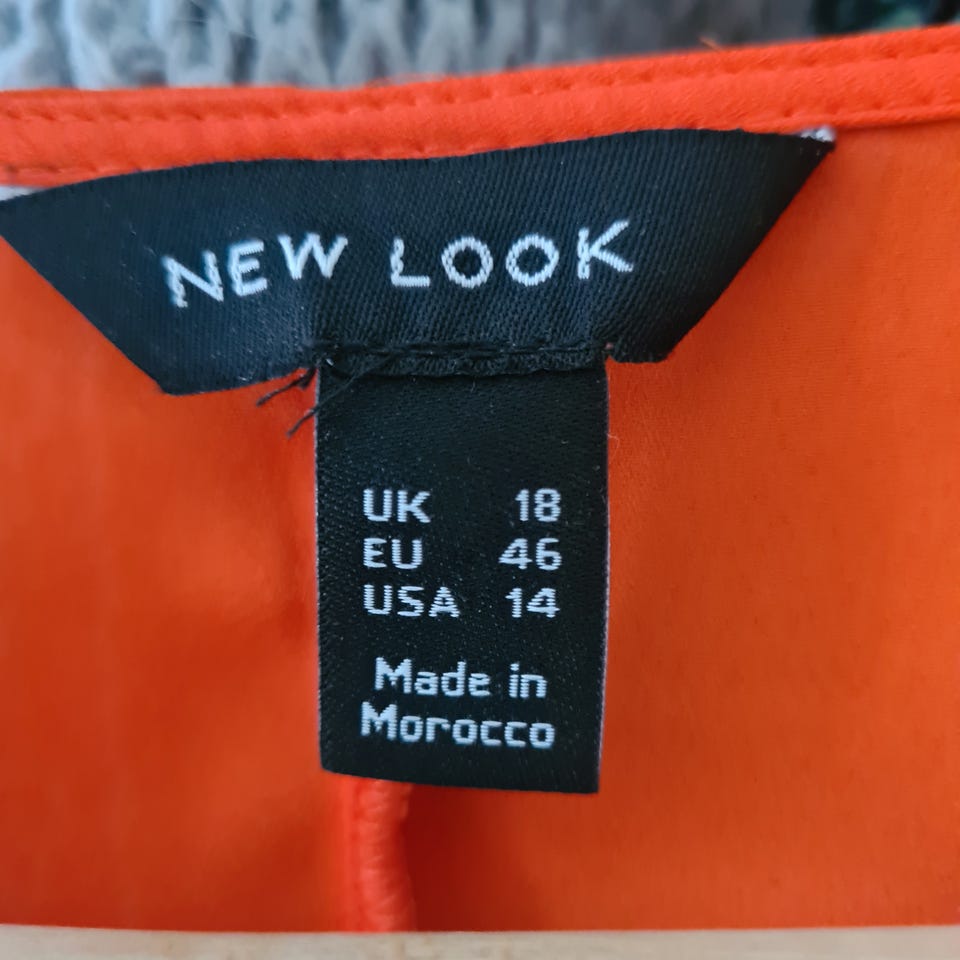 NEW LOOK
UK 18
EU 46
USA 14
Made in
Morocco